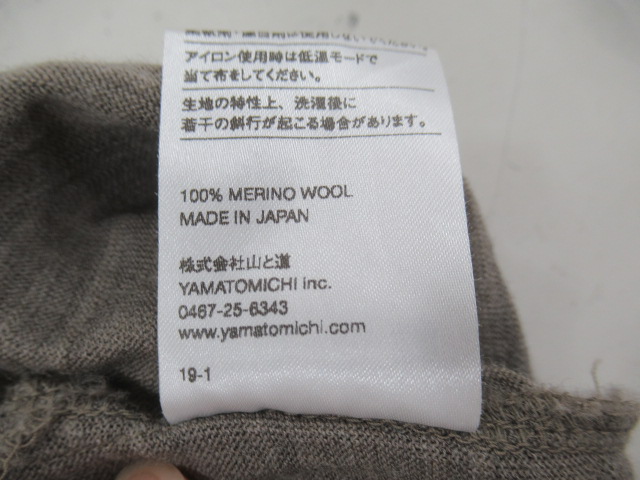 アイロン使用時は低温モードで
当て布をしてください。
生地の特性上、洗濯後に
若干の斜行が起こる場合があります。
100% MERINO WOOL
MADE IN JAPAN
株式会社山と道
YAMATOMICHI inc.
0467-25-6343
www.yamatomichi.com
19-1